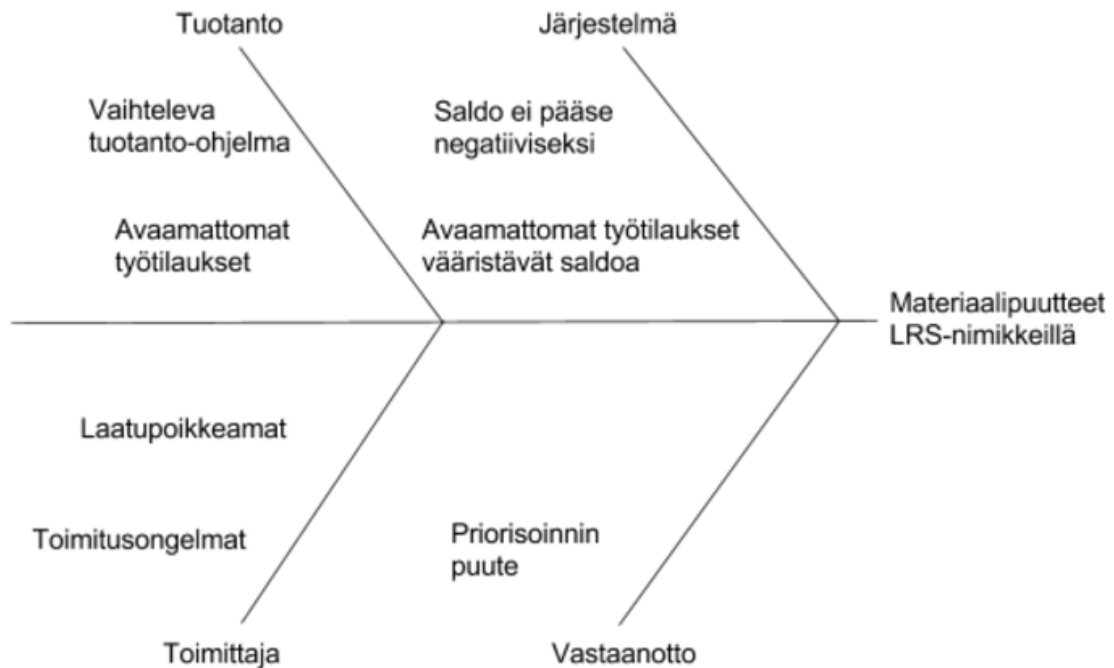 Tuotanto
Järjestelmä
Vaihteleva
tuotanto-ohjelma
Saldo ei pääse
negatiiviseksi
Avaamattomat
työtilaukset
Avaamattomat työtilaukset
vääristävät saldoa
Materiaalipuutteet
LRS-nimikkeillä
Laatupoikkeamat
Toimitusongelmat
Priorisoinnin
puute
Toimittaja
Vastaanotto